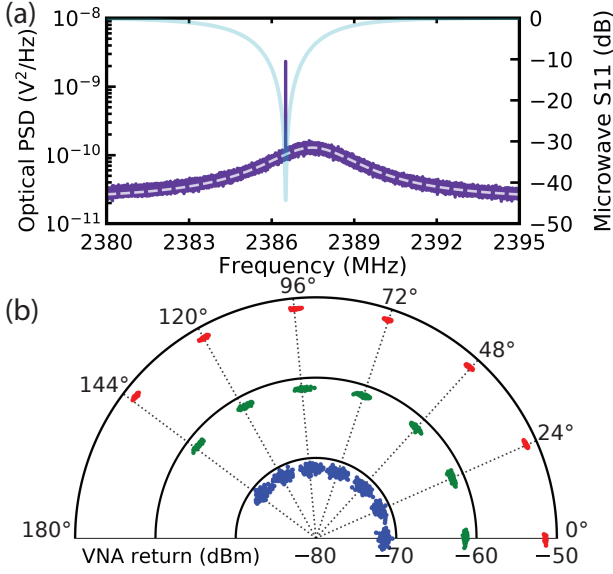 (a)
Optical PSD (V²/Hz)
10⁻⁸
10⁻⁹
10⁻¹⁰
10⁻¹¹
0
−10
−20
−30
−40
−50
Microwave S11 (dB)
2380 2383 2386 2389 2392 2395
Frequency (MHz)
(b)
96°
120° 72°
144° 48°
24°
180° 0°
VNA return (dBm) −80 −70 −60 −50